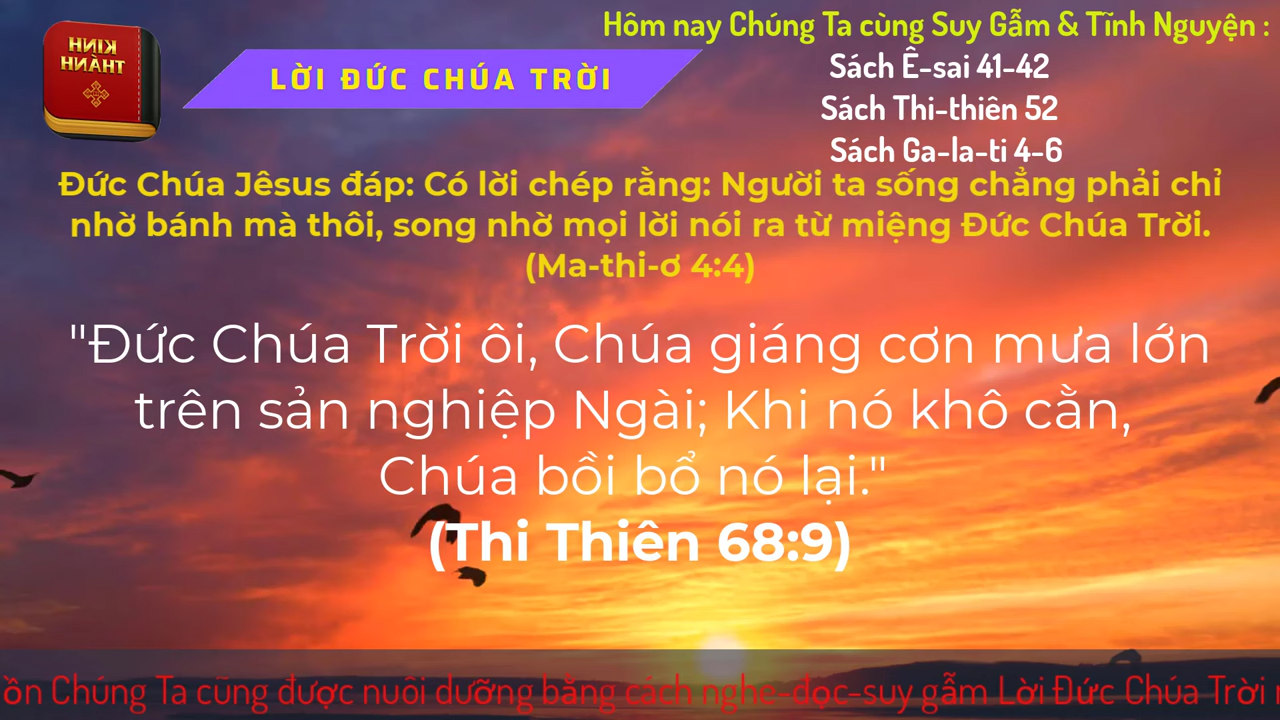 Hôm nay Chúng Ta cùng Suy Gẫm & Tĩnh Nguyện :
KINH
THÀNH
LỜI ĐỨC CHÚA TRỜI
Sách Ê-sai 41-42
Sách Thi-thiên 52
Sách Ga-la-ti 4-6
Đức Chúa Jêsus đáp: Có lời chép rằng: Người ta sống chẳng phải chỉ
nhờ bánh mà thôi, song nhờ mọi lời nói ra từ miệng Đức Chúa Trời.
(Ma-thi-ơ 4:4)
"Đức Chúa Trời ôi, Chúa giáng cơn mưa lớn
trên sản nghiệp Ngài; Khi nó khô cằn,
Chúa bồi bổ nó lại."
(Thi Thiên 68:9)
ồn Chúng Ta cũng được nuôi dưỡng bằng cách nghe-đọc-suy gẫm Lời Đức Chúa Trời